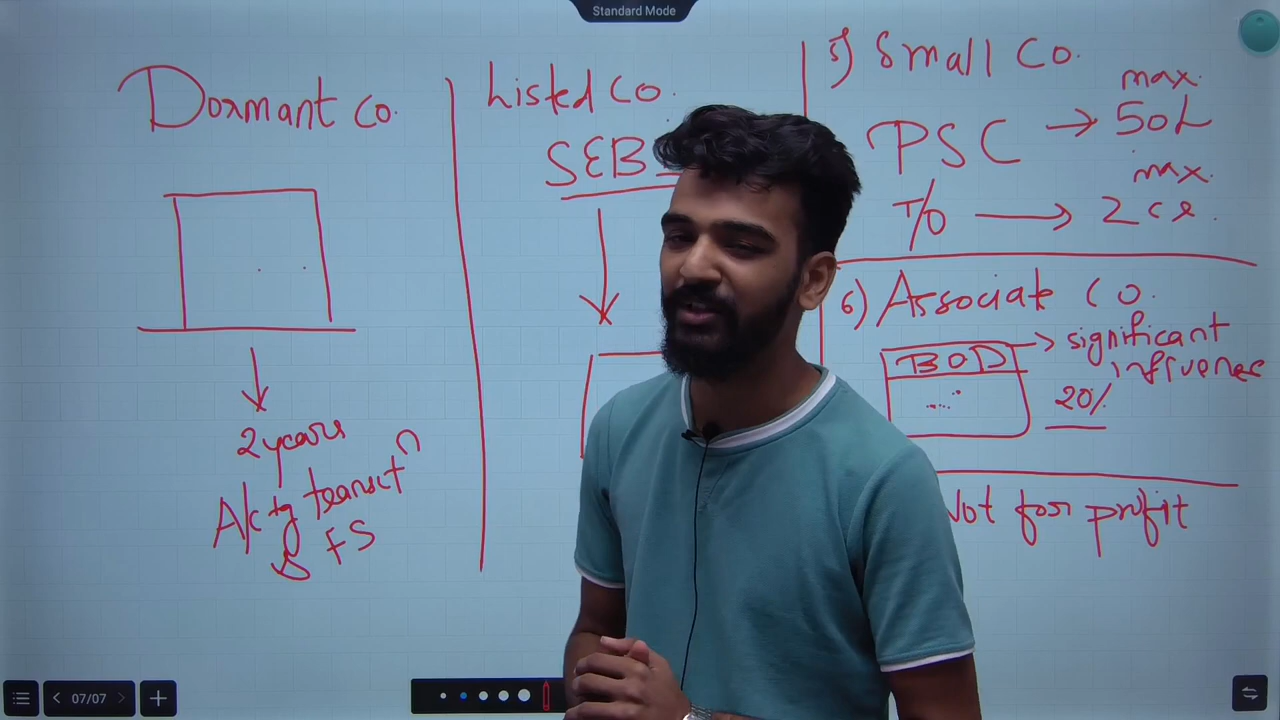 Standard Mode
Dormant Co.
2 years
A/c tg transctn
& FS
Listed Co.
SEB
5) Small Co.
PSC → max 50L
T/O → max. 2 cr.
6) Associate Co.
BOD → significant influence
20%
Not for profit
07/07